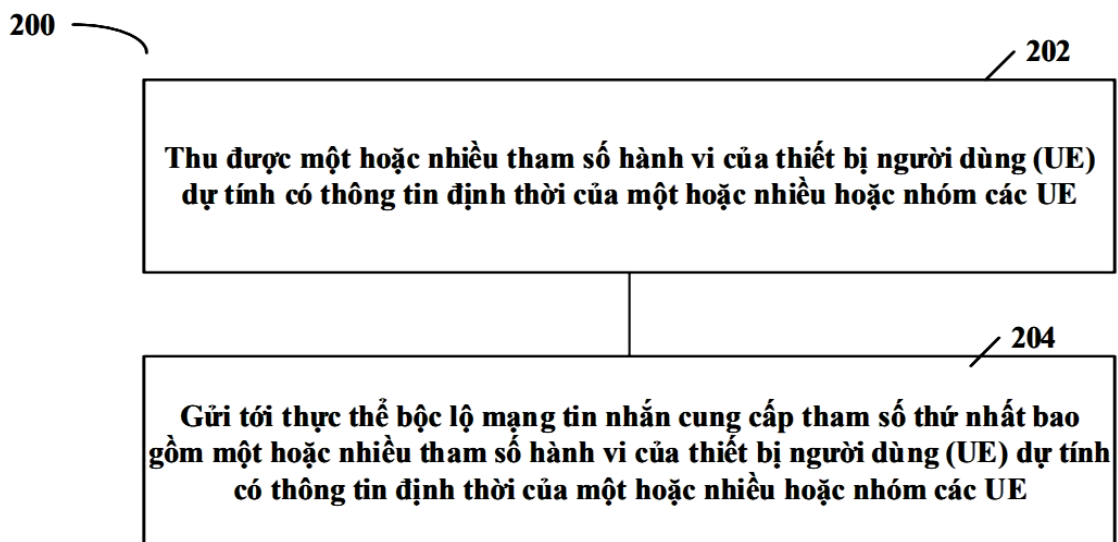 200
202
Thu được một hoặc nhiều tham số hành vi của thiết bị người dùng (UE)
dự tính có thông tin định thời của một hoặc nhiều hoặc nhóm các UE
204
Gửi tới thực thể bộc lộ mạng tin nhắn cung cấp tham số thứ nhất bao
gồm một hoặc nhiều tham số hành vi của thiết bị người dùng (UE) dự tính
có thông tin định thời của một hoặc nhiều hoặc nhóm các UE